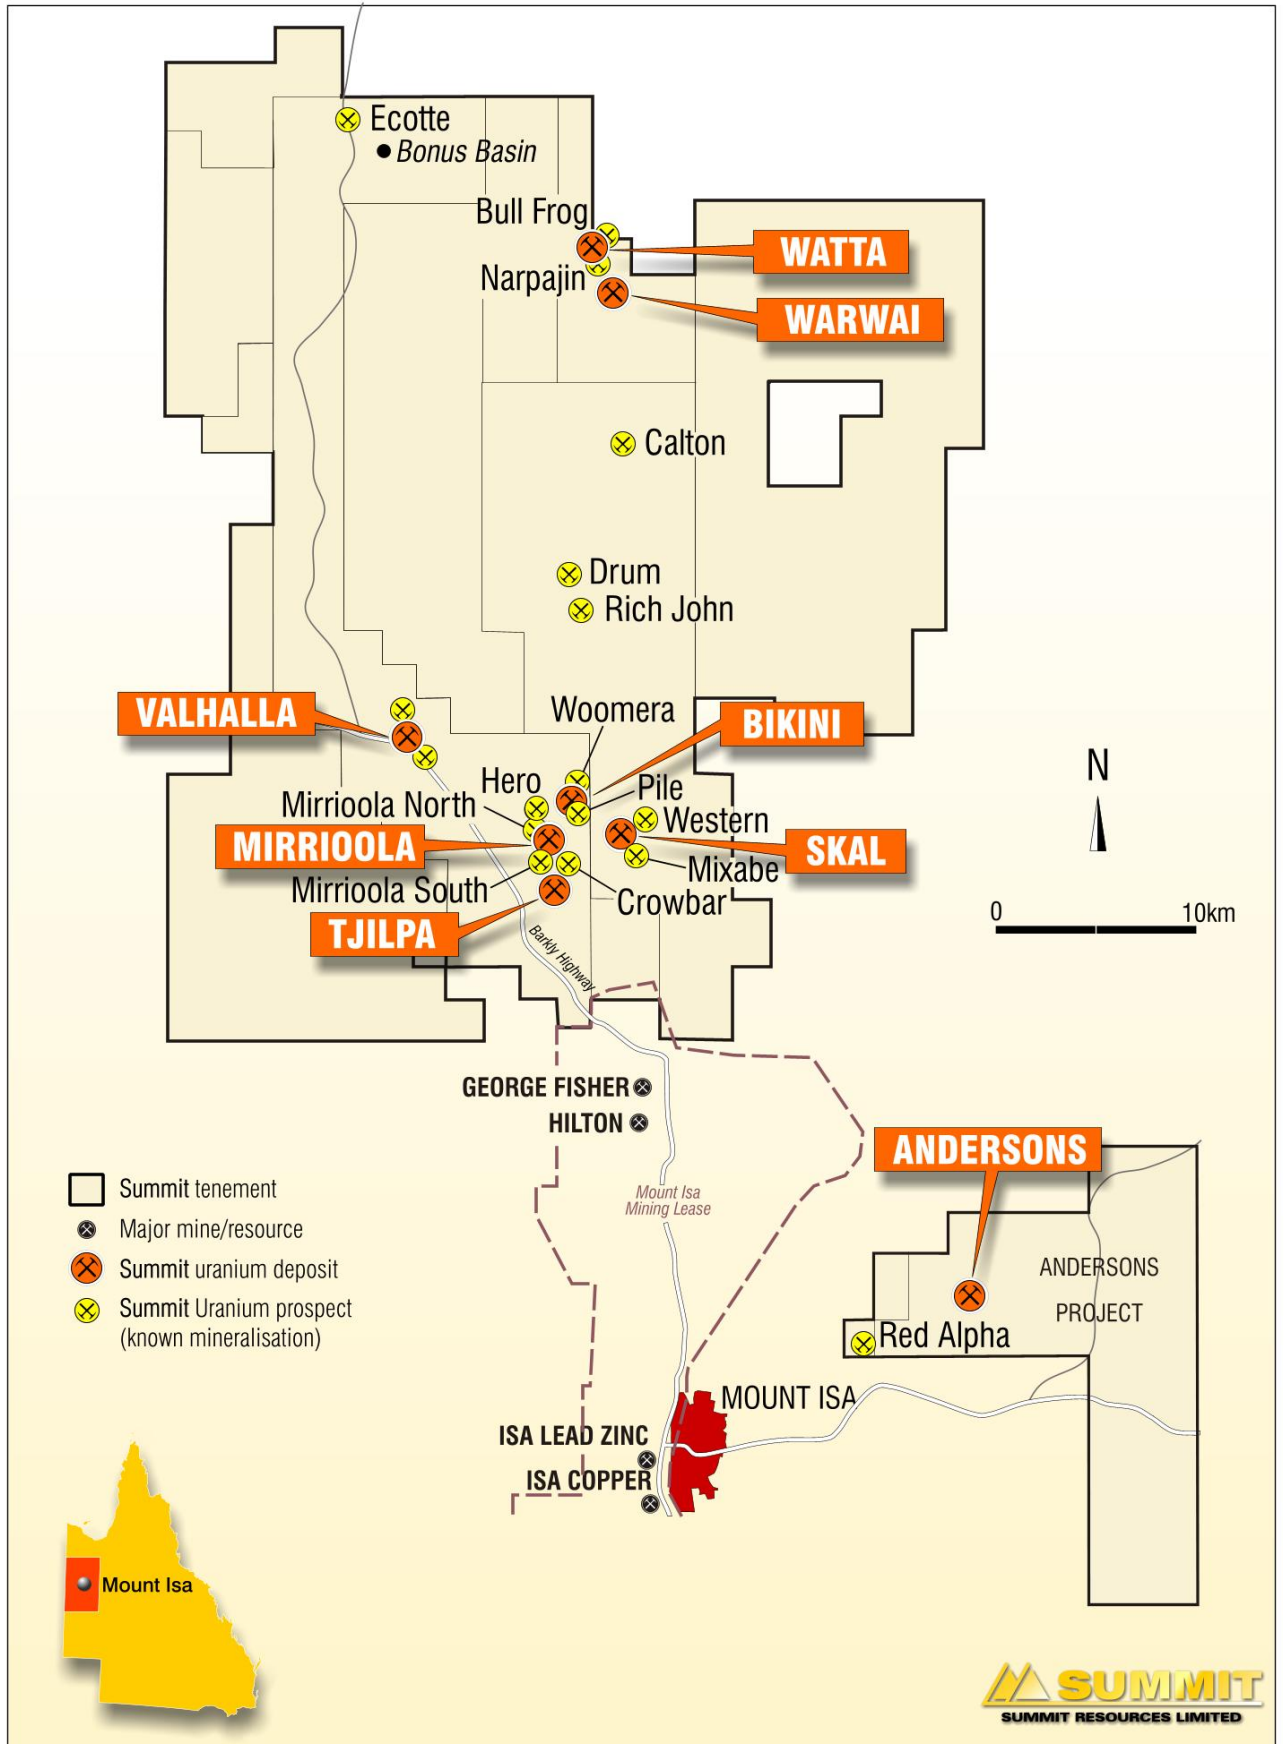 Ecotte
Bonus Basin
Bull Frog
WATTA
Narpajin
WARWAI
Calton
Drum
Rich John
VALHALLA
Woomera
BIKINI
N
Hero
Pile
Mirrioola North
Western
MIRRIOOLA
SKAL
Mixabe
Mirrioola South
Crowbar
0 10km
TJILPA
Barkly Highway
GEORGE FISHER
HILTON
ANDERSONS
Mount Isa
Mining Lease
Summit tenement
Major mine/resource
Summit uranium deposit
Summit Uranium prospect
(known mineralisation)
ANDERSONS
PROJECT
Red Alpha
MOUNT ISA
ISA LEAD ZINC
ISA COPPER
Mount Isa
SUMMIT
SUMMIT RESOURCES LIMITED